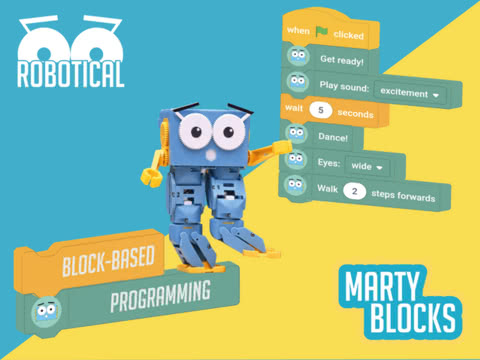 ROBOTICAL
when clicked
Get ready!
Play sound: excitement
wait 5 seconds
Dance!
Eyes: wide
Walk 2 steps forwards
BLOCK-BASED
PROGRAMMING
MARTY
BLOCKS